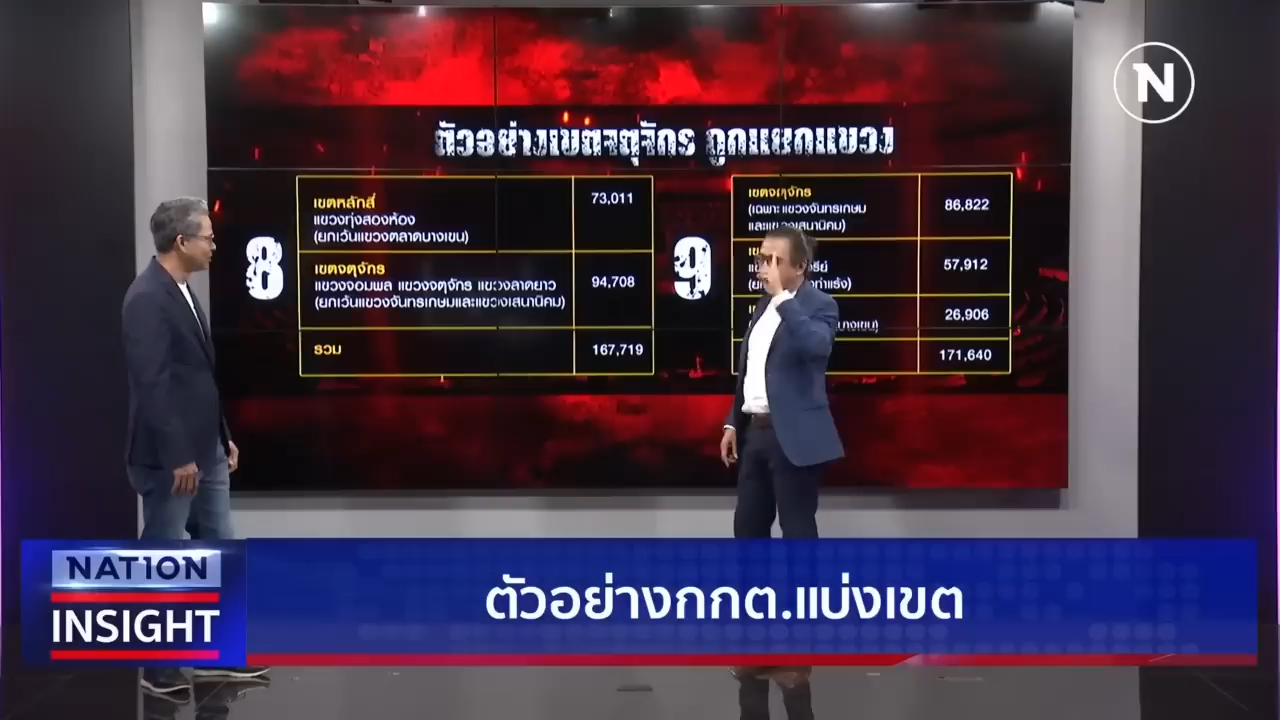 N
ตัวอย่างเขตจตุจักร ถูกแยกแขวง
8
เขตหลักสี่
แขวงทุ่งสองห้อง
(ยกเว้นแขวงตลาดบางเขน)
73,011
เขตจตุจักร
แขวงจอมพล แขวงจตุจักร แขวงลาดยาว
(ยกเว้นแขวงจันทรเกษมและแขวงเสนานิคม)
94,708
รวม
167,719
9
เขตจตุจักร
(เฉพาะแขวงจันทรเกษม
และแขวงเสนานิคม)
86,822
57,912
26,906
171,640
NATION
INSIGHT
ตัวอย่างกกต.แบ่งเขต